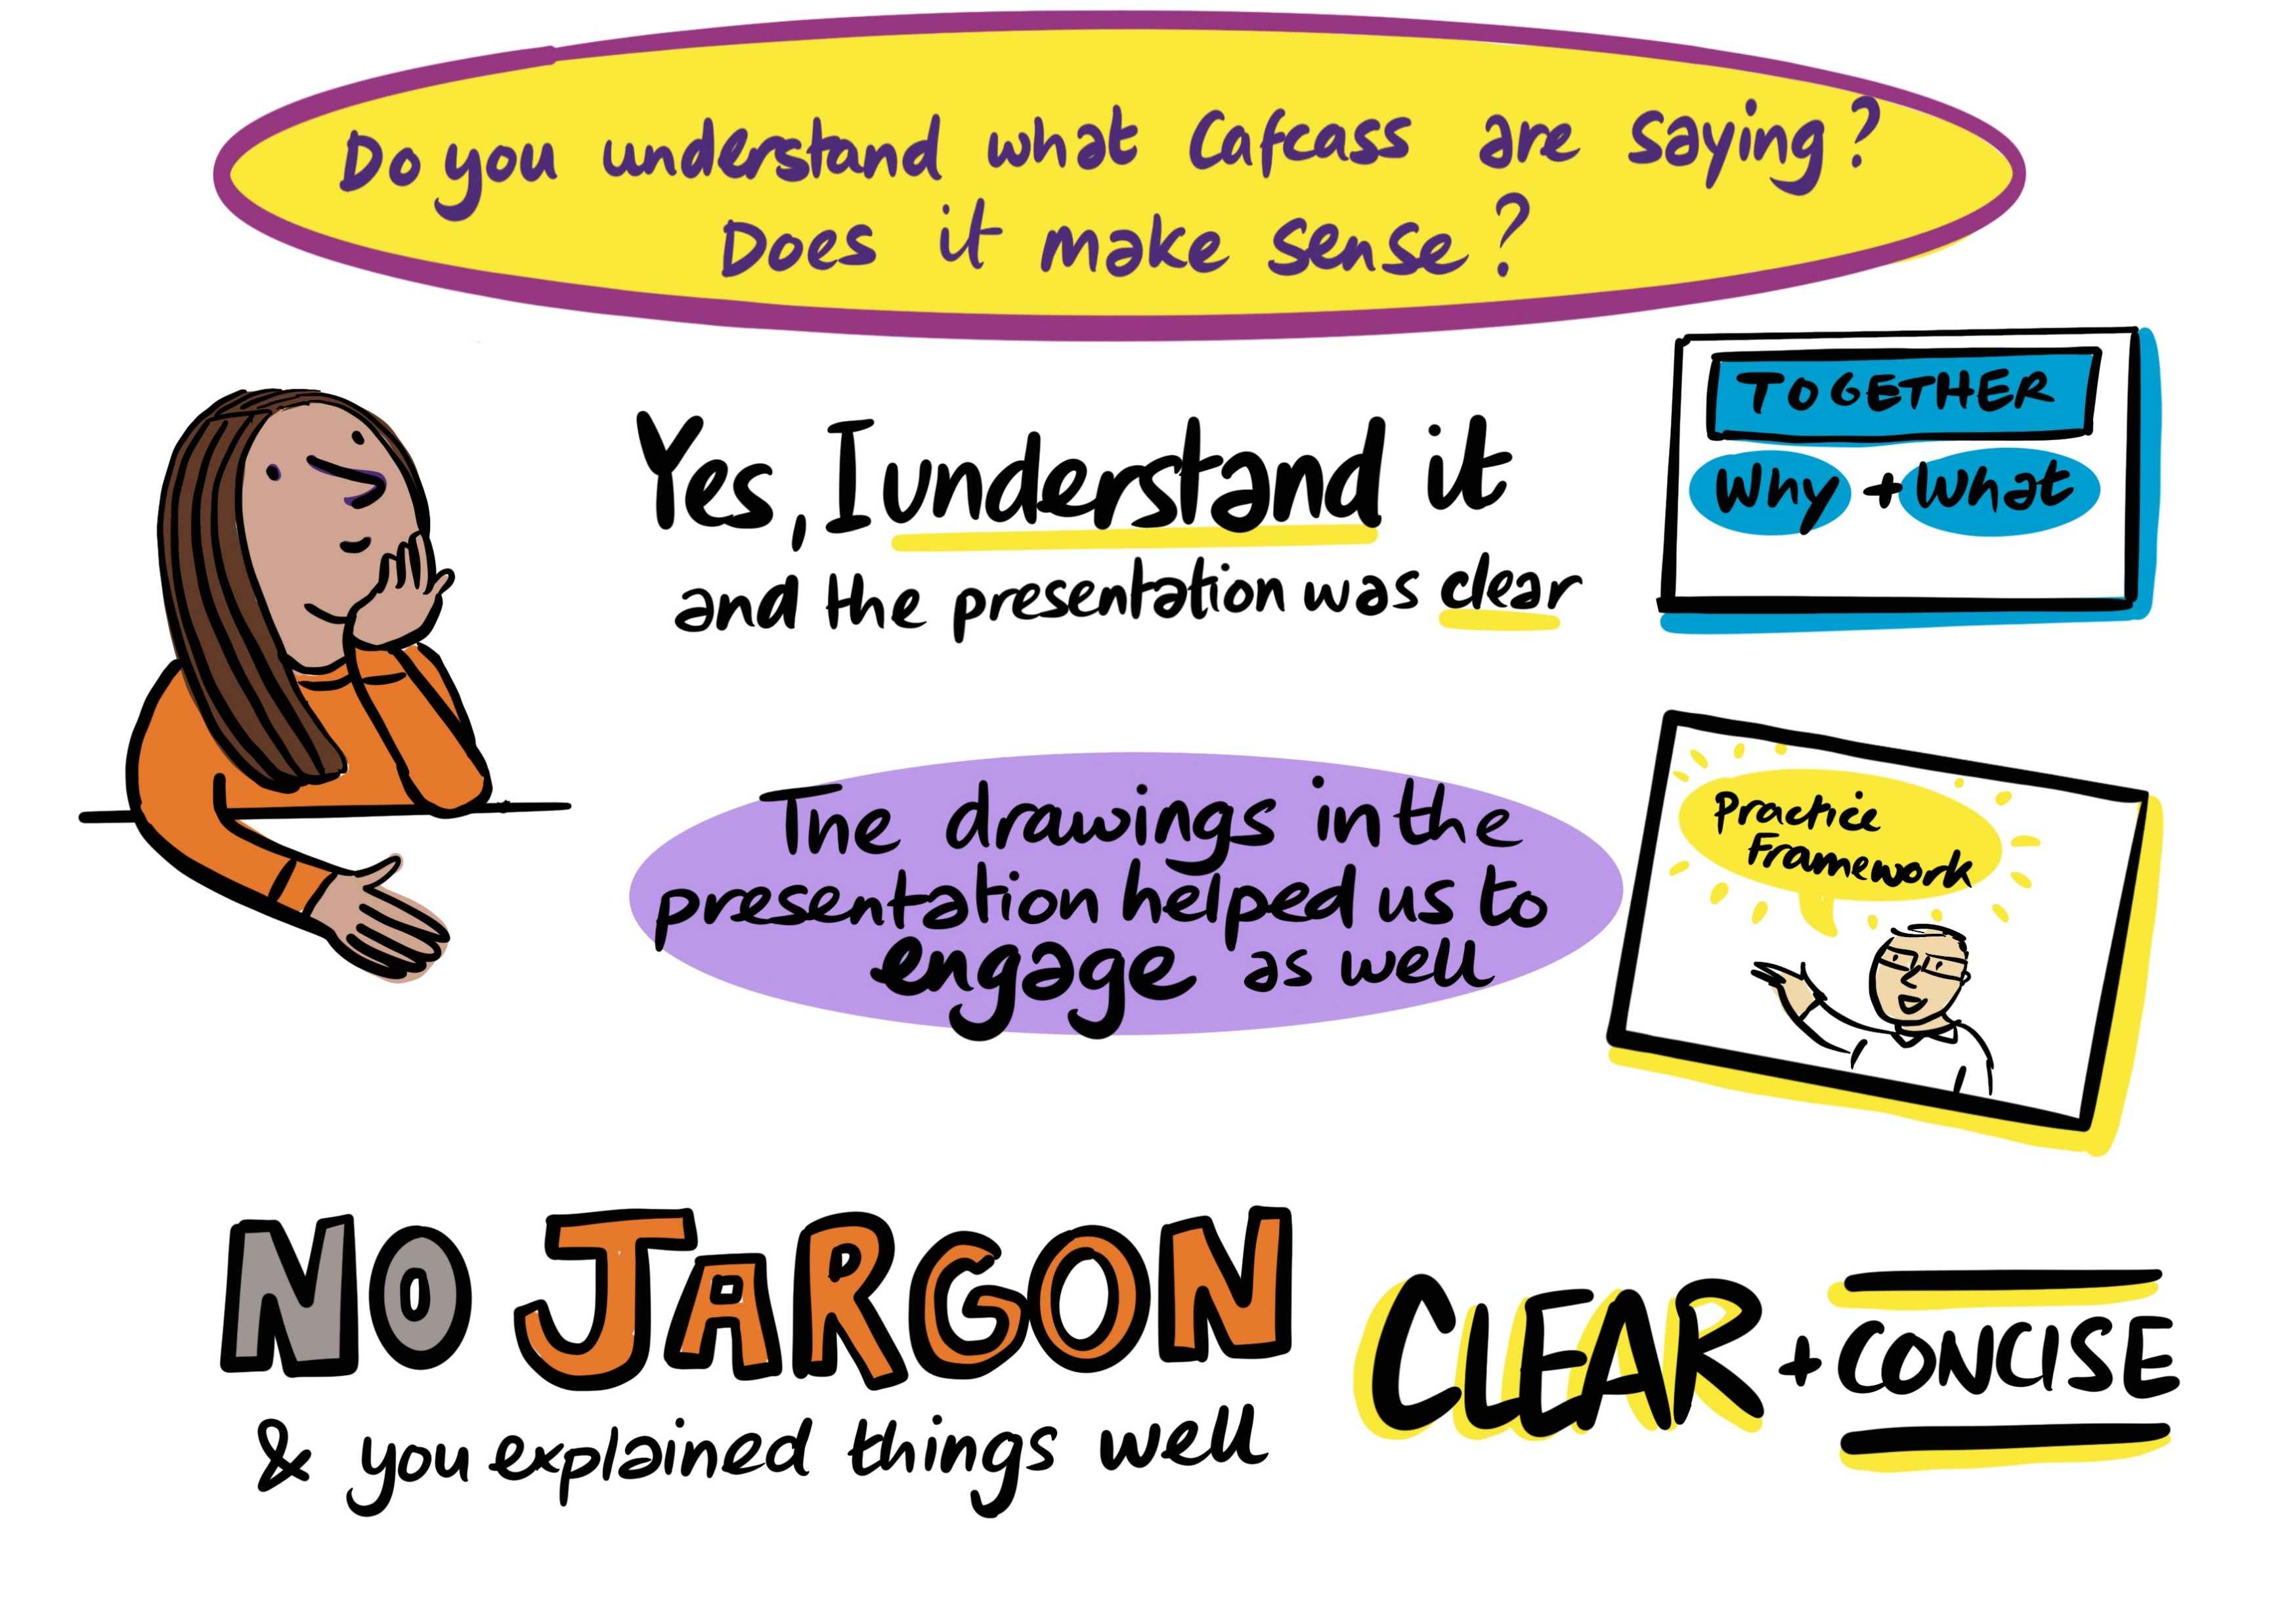 Do you understand what Cafcass are saying?
Does it make sense?
Yes, I understand it
and the presentation was clear
TOGETHER
Why + What
The drawings in the
presentation helped us to
engage as well
Practice
Framework
NO JARGON
& you explained things well
CLEAR + CONCISE